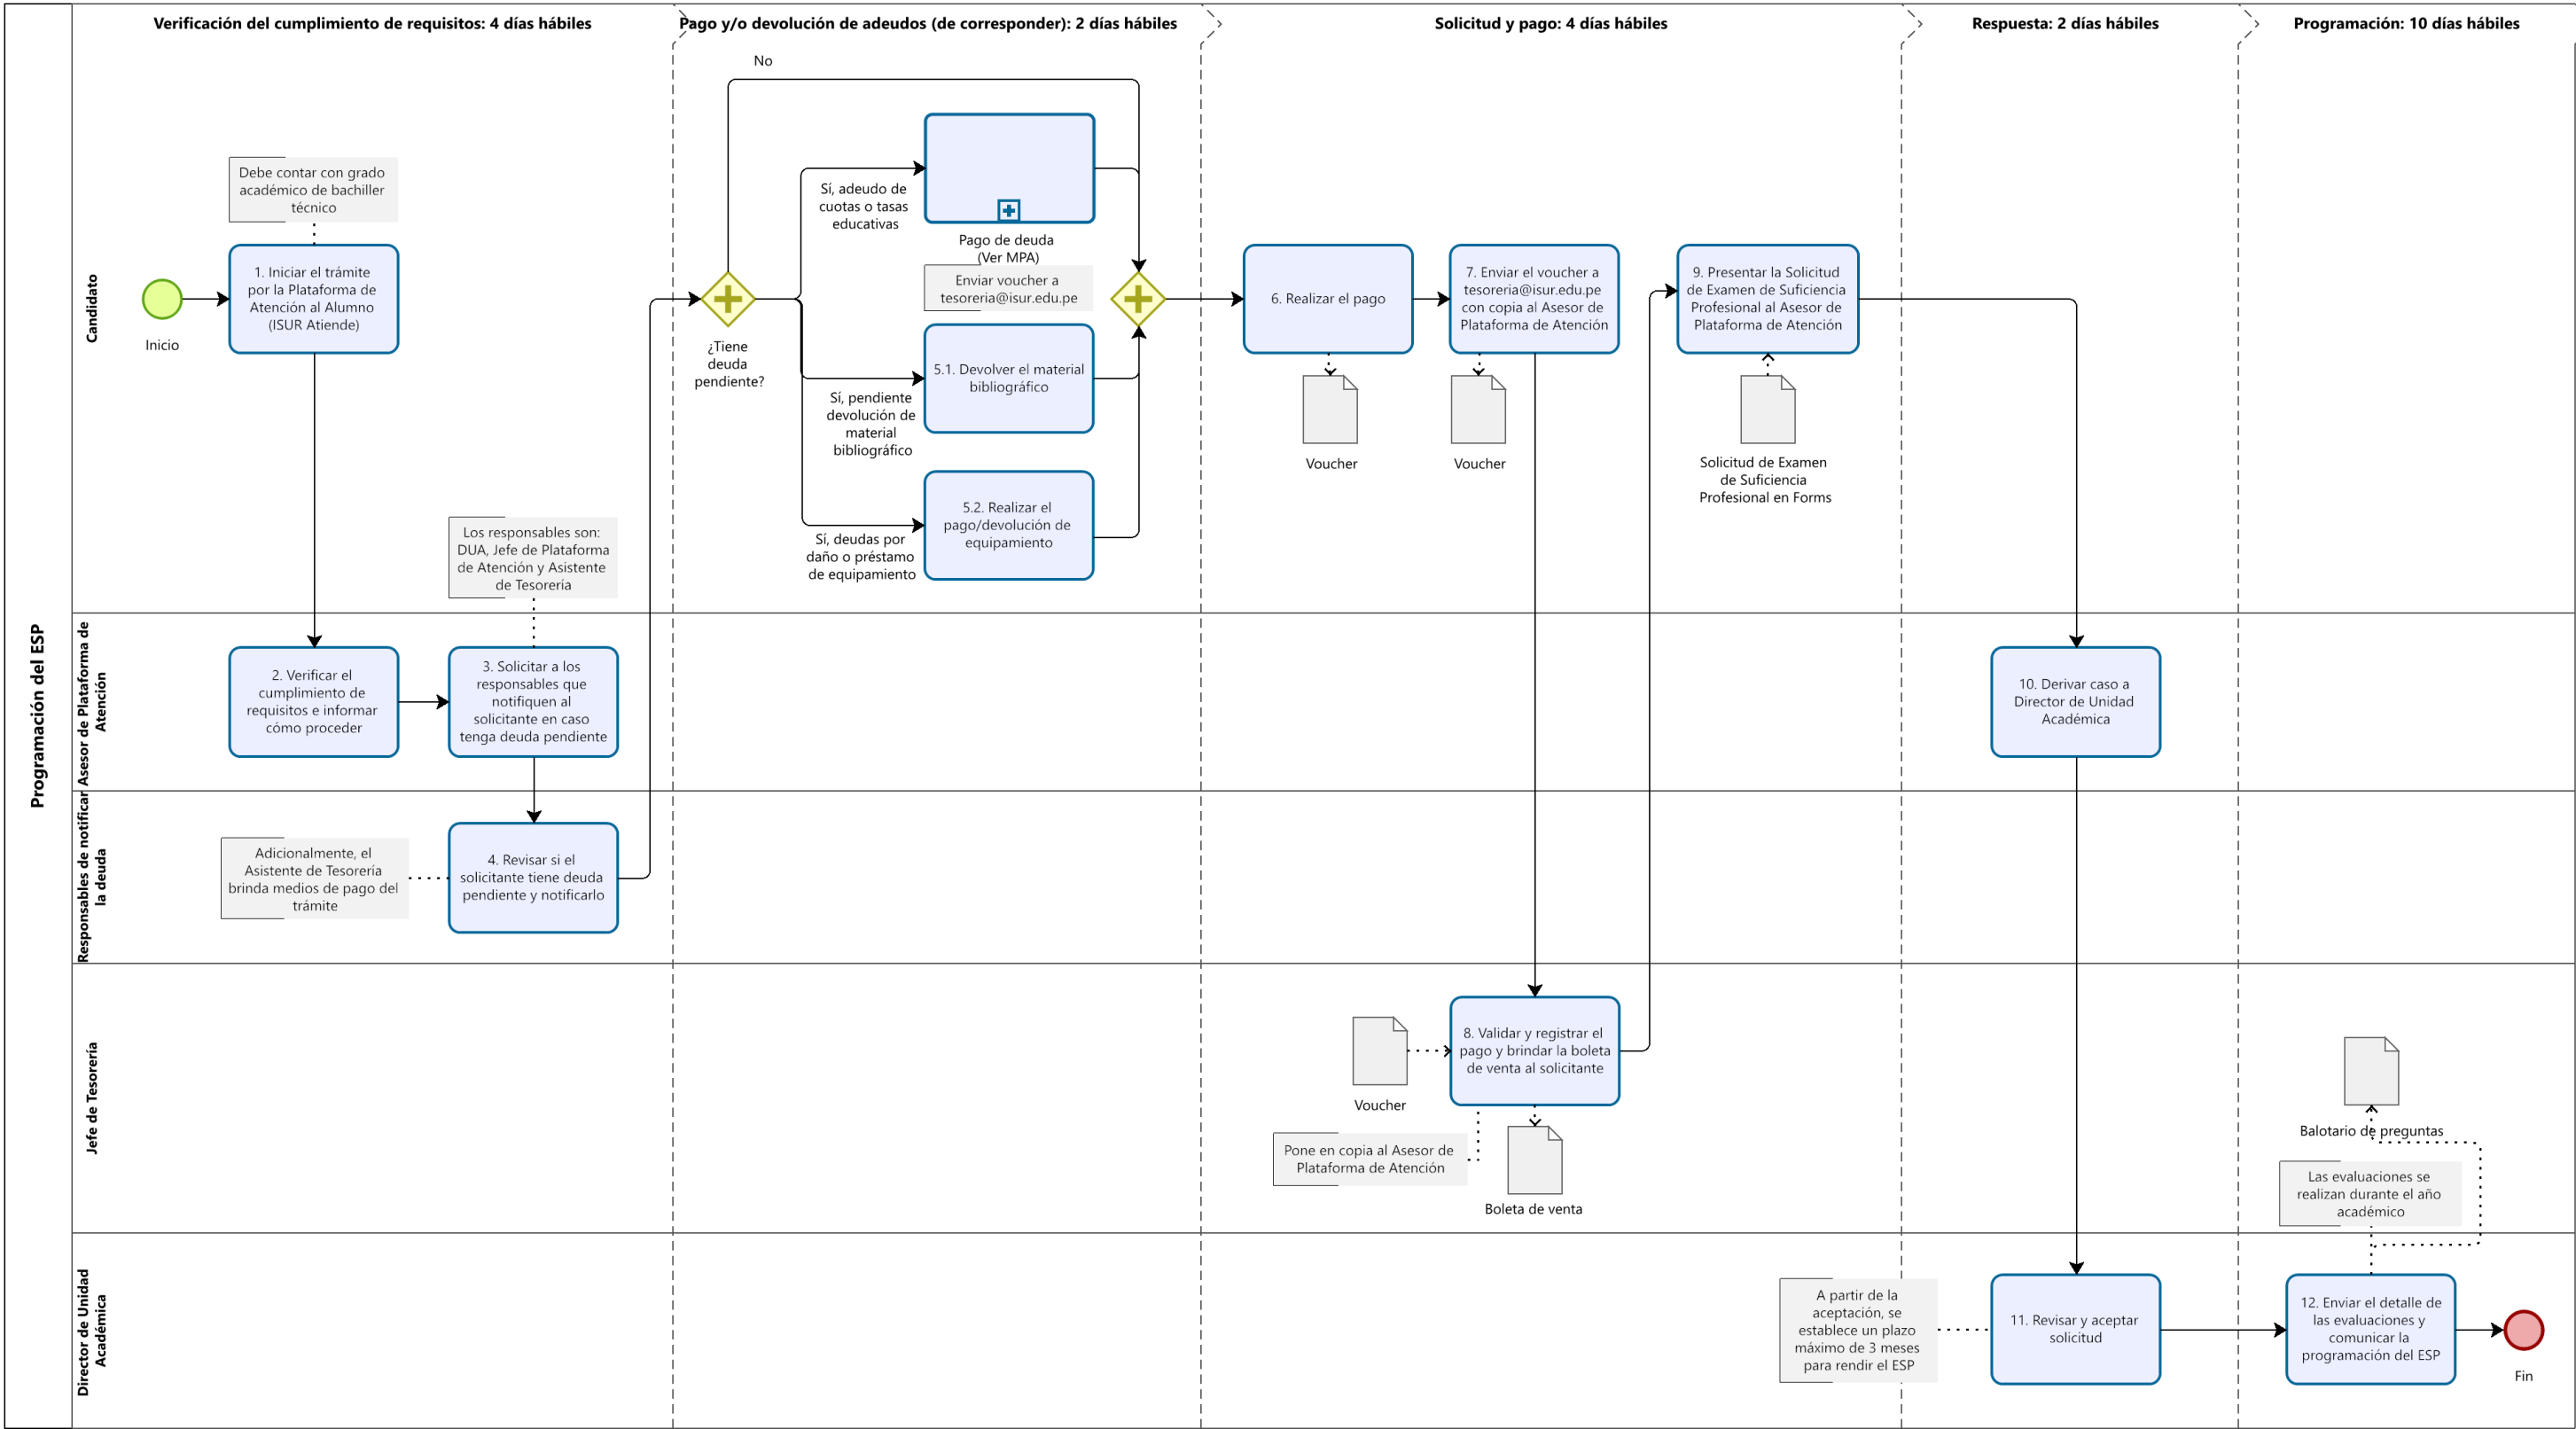 Verificación del cumplimiento de requisitos: 4 días hábiles
Pago y/o devolución de adeudos (de corresponder): 2 días hábiles
Solicitud y pago: 4 días hábiles
Respuesta: 2 días hábiles
Programación: 10 días hábiles
Programación del ESP
Candidato
Inicio
Debe contar con grado
académico de bachiller
técnico
1. Iniciar el trámite
por la Plataforma de
Atención al Alumno
(ISUR Atiende)
Los responsables son:
DUA, Jefe de Plataforma
de Atención y Asistente
de Tesorería
No
¿Tiene
deuda
pendiente?
Sí, adeudo de
cuotas o tasas
educativas
Pago de deuda
(Ver MPA)
Enviar voucher a
tesoreria@isur.edu.pe
Sí, pendiente
devolución de
material
bibliográfico
5.1. Devolver el material
bibliográfico
Sí, deudas por
daño o préstamo
de equipamiento
5.2. Realizar el
pago/devolución de
equipamiento
6. Realizar el pago
Voucher
7. Enviar el voucher a
tesoreria@isur.edu.pe
con copia al Asesor de
Plataforma de Atención
Voucher
9. Presentar la Solicitud
de Examen de Suficiencia
Profesional al Asesor de
Plataforma de Atención
Solicitud de Examen
de Suficiencia
Profesional en Forms
Asesor de Plataforma de
Atención
2. Verificar el
cumplimiento de
requisitos e informar
cómo proceder
3. Solicitar a los
responsables que
notifiquen al
solicitante en caso
tenga deuda pendiente
10. Derivar caso a
Director de Unidad
Académica
Responsables de notificar
la deuda
Adicionalmente, el
Asistente de Tesorería
brinda medios de pago del
trámite
4. Revisar si el
solicitante tiene deuda
pendiente y notificarlo
Jefe de Tesorería
Voucher
8. Validar y registrar el
pago y brindar la boleta
de venta al solicitante
Pone en copia al Asesor de
Plataforma de Atención
Boleta de venta
Balotario de preguntas
Las evaluaciones se
realizan durante el año
académico
Director de Unidad
Académica
A partir de la
aceptación, se
establece un plazo
máximo de 3 meses
para rendir el ESP
11. Revisar y aceptar
solicitud
12. Enviar el detalle de
las evaluaciones y
comunicar la
programación del ESP
Fin